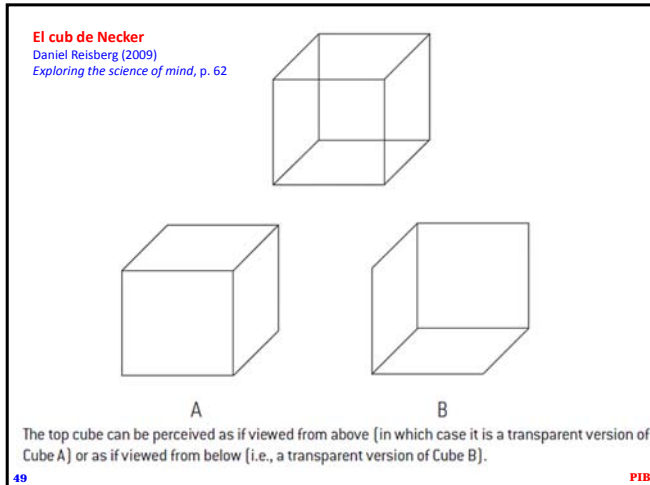 El cub de Necker
Daniel Reisberg (2009)
Exploring the science of mind, p. 62
A
B
The top cube can be perceived as if viewed from above (in which case it is a transparent version of
Cube A) or as if viewed from below (i.e., a transparent version of Cube B).
49
PIB